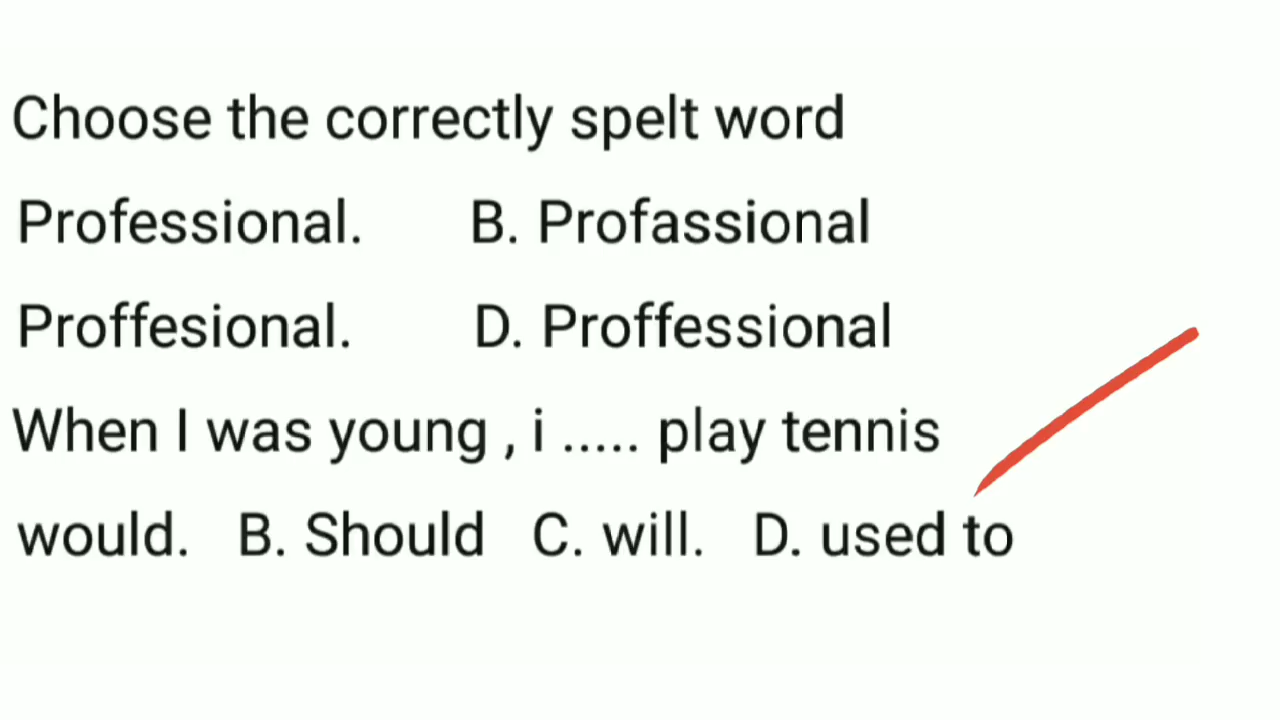 Choose the correctly spelt word
Professional. B. Profassional
Proffesional. D. Proffessional
When I was young , i ..... play tennis
would. B. Should C. will. D. used to